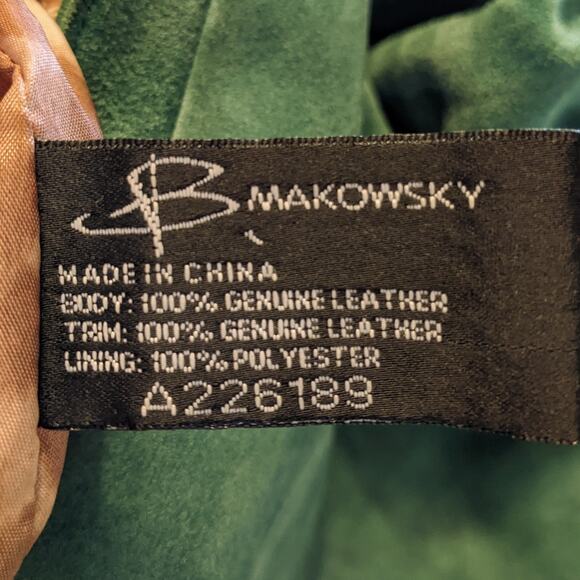 B MAKOWSKY
MADE IN CHINA
BODY: 100% GENUINE LEATHER
TRIM: 100% GENUINE LEATHER
LINING: 100% POLYESTER
A226189